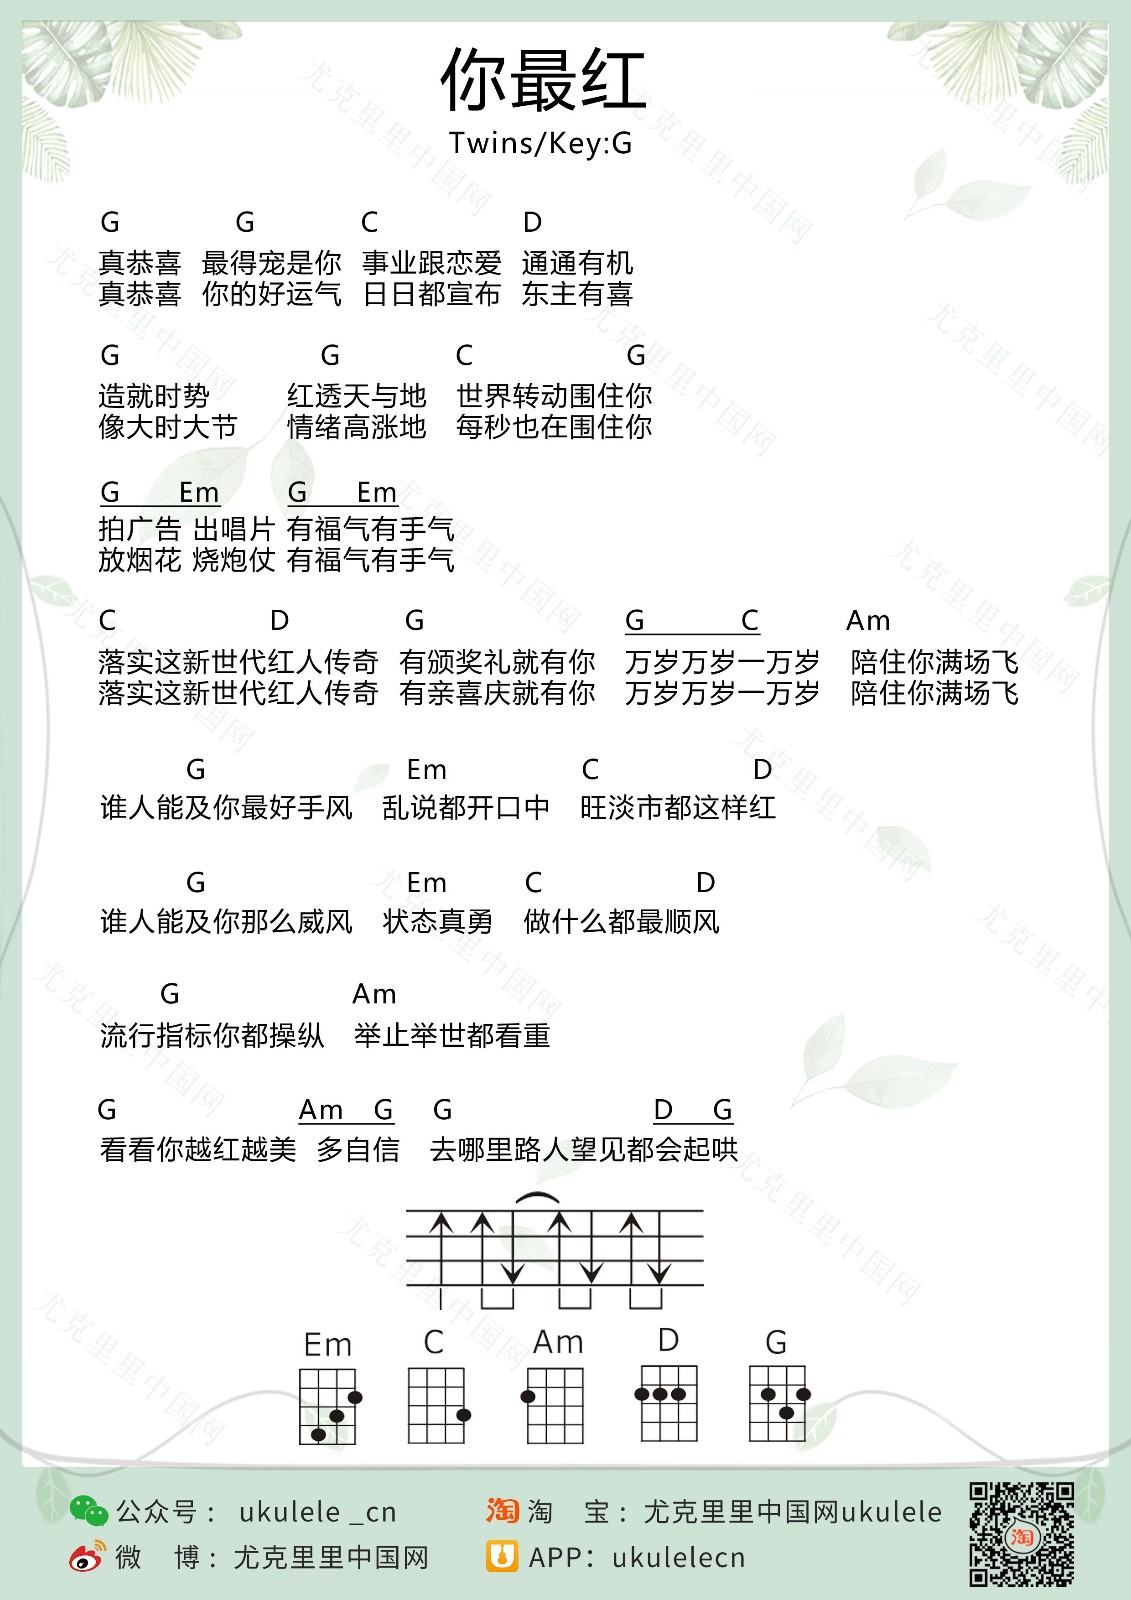 你最红
Twins/Key:G
G G C D
真恭喜 最得宠是你 事业跟恋爱 通通有机
真恭喜 你的好运气 日日都宣布 东主有喜
G G C G
造就时势 红透天与地 世界转动围住你
像大时大节 情绪高涨地 每秒也在围住你
G Em G Em
拍广告 出唱片 有福气有手气
放烟花 烧炮仗 有福气有手气
C D G G C Am
落实这新世代红人传奇 有颁奖礼就有你 万岁万岁一万岁 陪住你满场飞
落实这新世代红人传奇 有亲喜庆就有你 万岁万岁一万岁 陪住你满场飞
G Em C D
谁人能及你最好手风 乱说都开口中 旺淡市都这样红
G Em C D
谁人能及你那么威风 状态真勇 做什么都最顺风
G Am
流行指标你都操纵 举止举世都看重
G Am G G D G
看看你越红越美 多自信 去哪里路人望见都会起哄
Em C Am D G
公众号： ukulele _cn
淘 宝：尤克里里中国网ukulele
微 博：尤克里里中国网
APP：ukulelecn
淘
尤克里里中国网